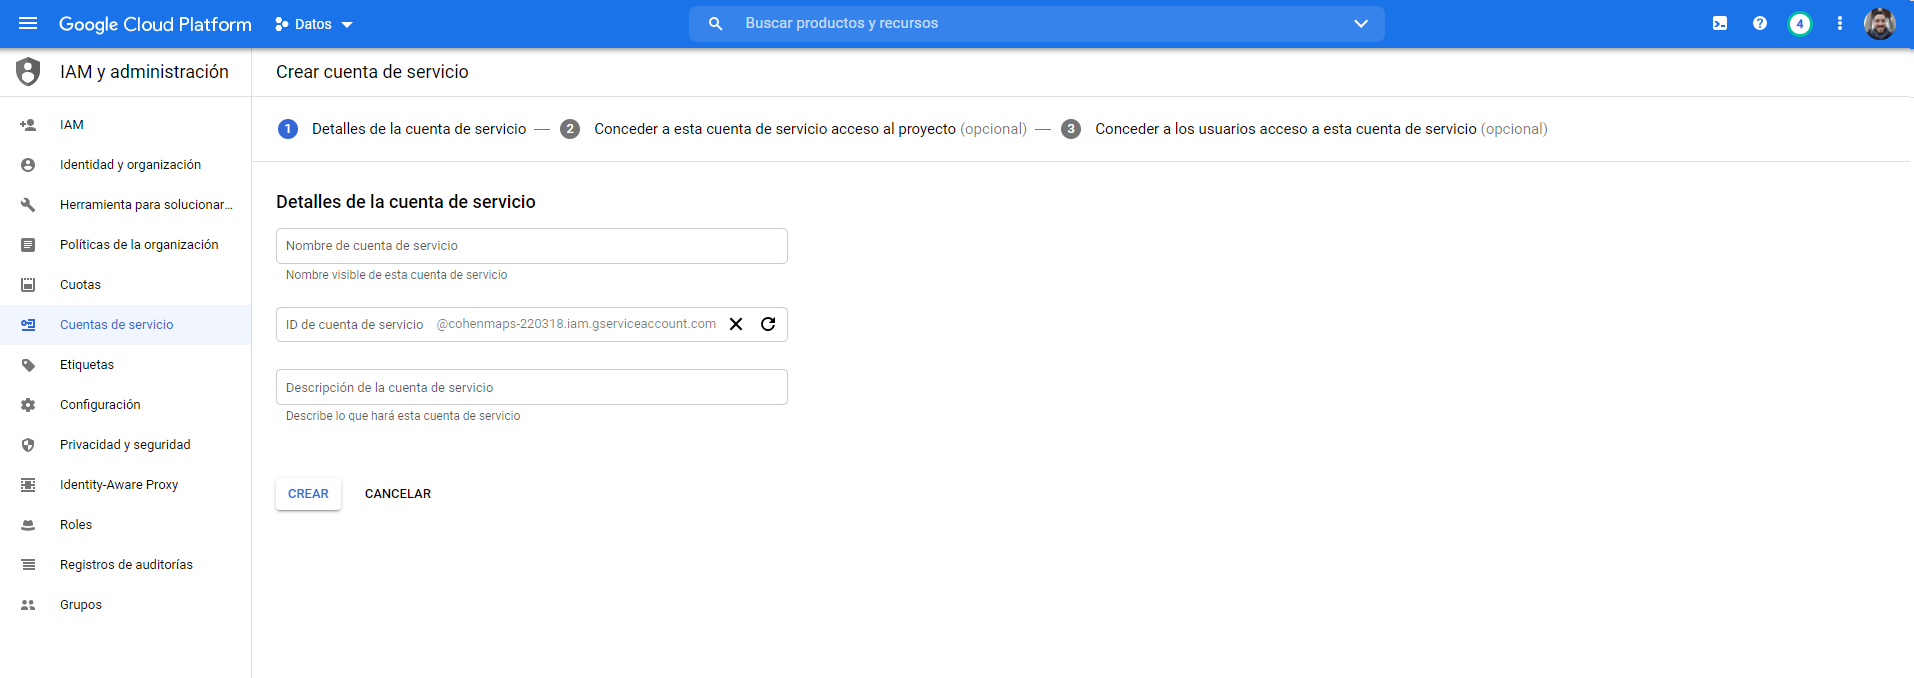 Google Cloud Platform
Datos
Buscar productos y recursos
4
IAM y administración
Crear cuenta de servicio
IAM
Identidad y organización
Herramienta para solucionar...
Políticas de la organización
Cuotas
Cuentas de servicio
Etiquetas
Configuración
Privacidad y seguridad
Identity-Aware Proxy
Roles
Registros de auditorías
Grupos
1 Detalles de la cuenta de servicio — 2 Conceder a esta cuenta de servicio acceso al proyecto (opcional) — 3 Conceder a los usuarios acceso a esta cuenta de servicio (opcional)
Detalles de la cuenta de servicio
Nombre de cuenta de servicio
Nombre visible de esta cuenta de servicio
ID de cuenta de servicio @cohenmaps-220318.iam.gserviceaccount.com
Descripción de la cuenta de servicio
Describe lo que hará esta cuenta de servicio
CREAR CANCELAR